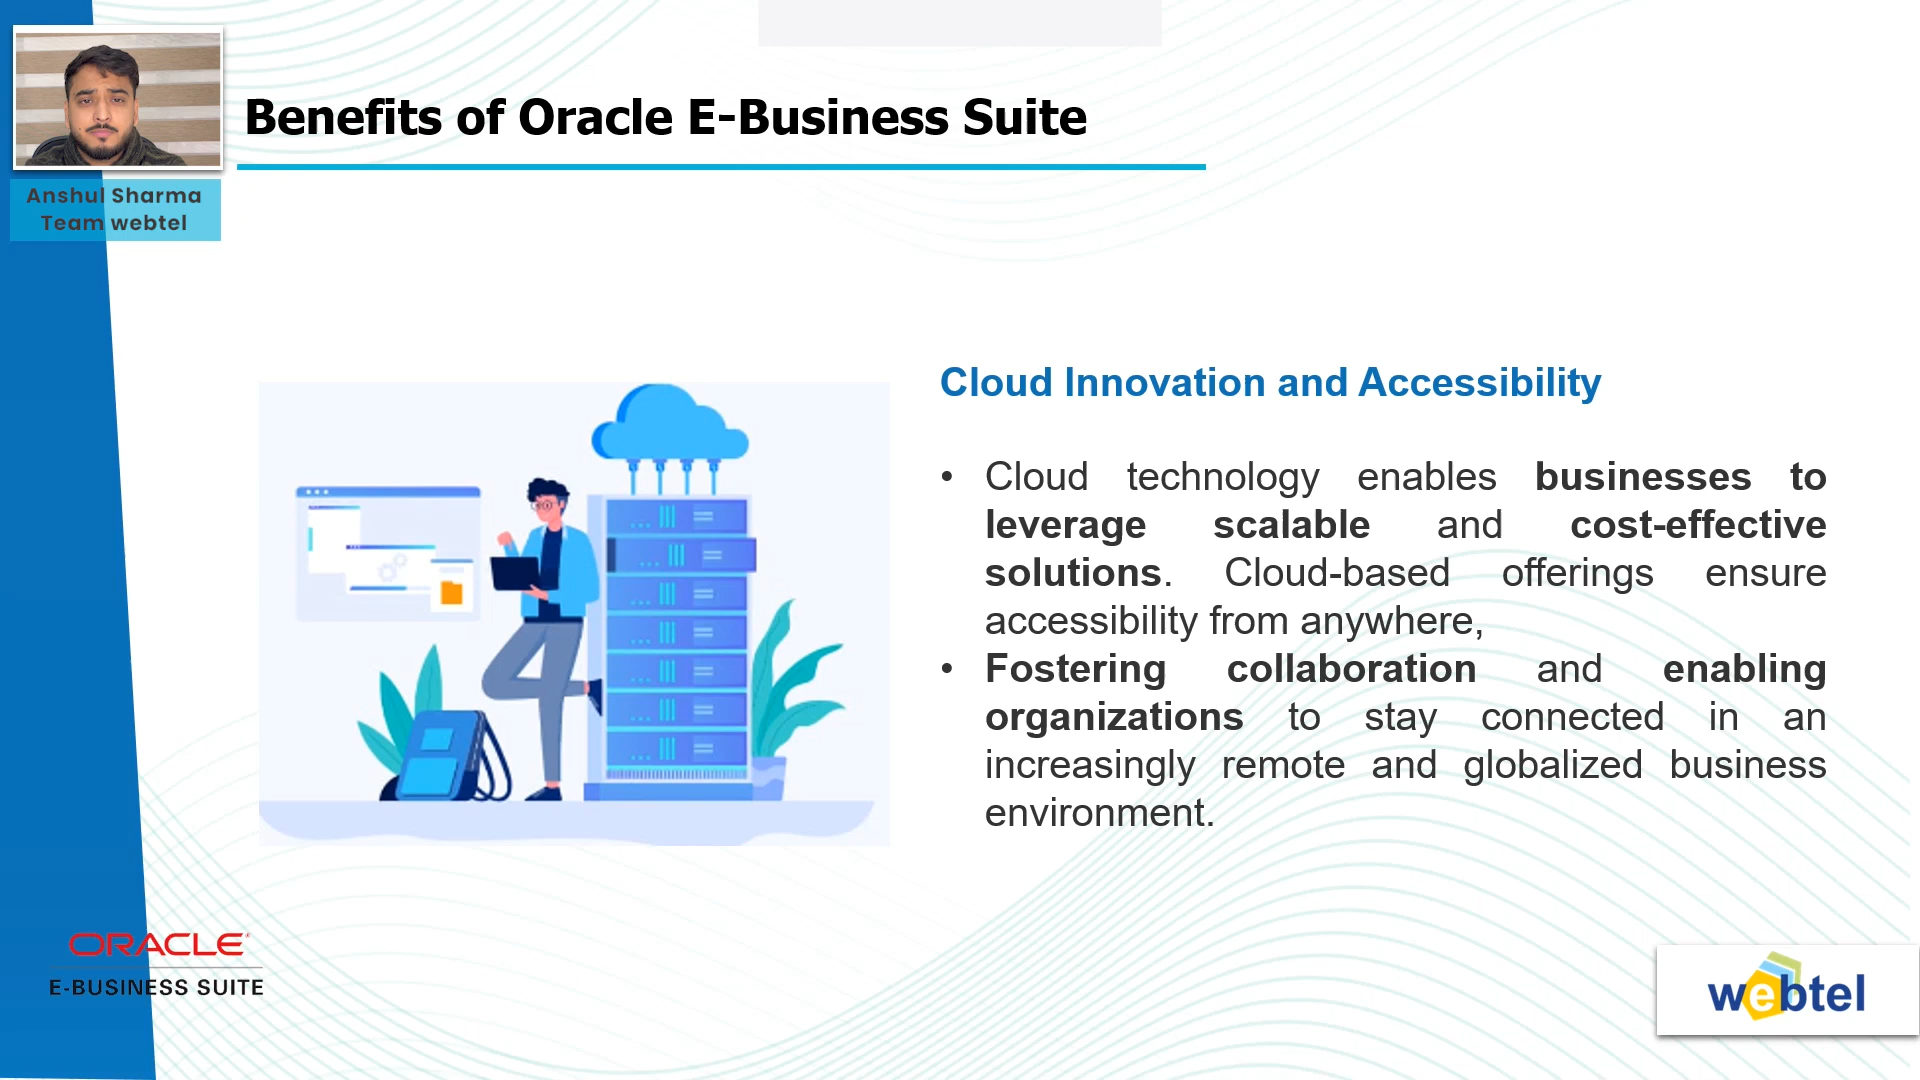 Benefits of Oracle E-Business Suite
Anshul Sharma
Team webtel
Cloud Innovation and Accessibility
• Cloud technology enables businesses to
leverage scalable and cost-effective
solutions. Cloud-based offerings ensure
accessibility from anywhere,
• Fostering collaboration and enabling
organizations to stay connected in an
increasingly remote and globalized business
environment.
ORACLE
E-BUSINESS SUITE
webtel